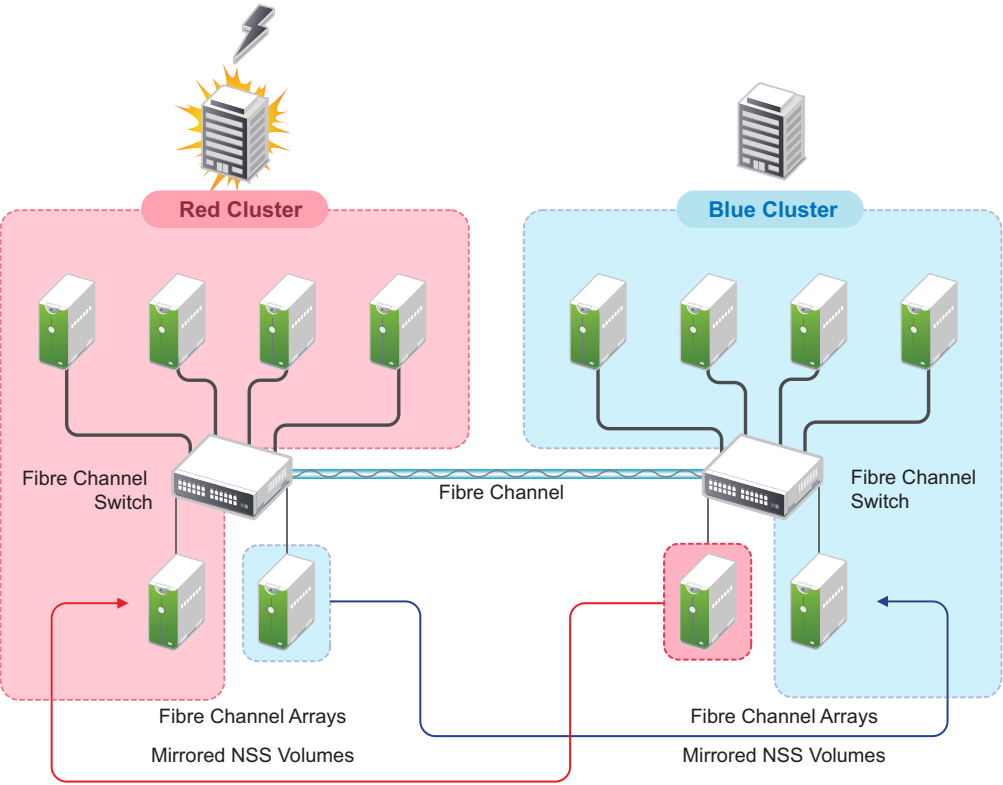 Red Cluster
Blue Cluster
Fibre Channel
Switch
Fibre Channel
Fibre Channel
Switch
Fibre Channel Arrays
Mirrored NSS Volumes
Fibre Channel Arrays
Mirrored NSS Volumes